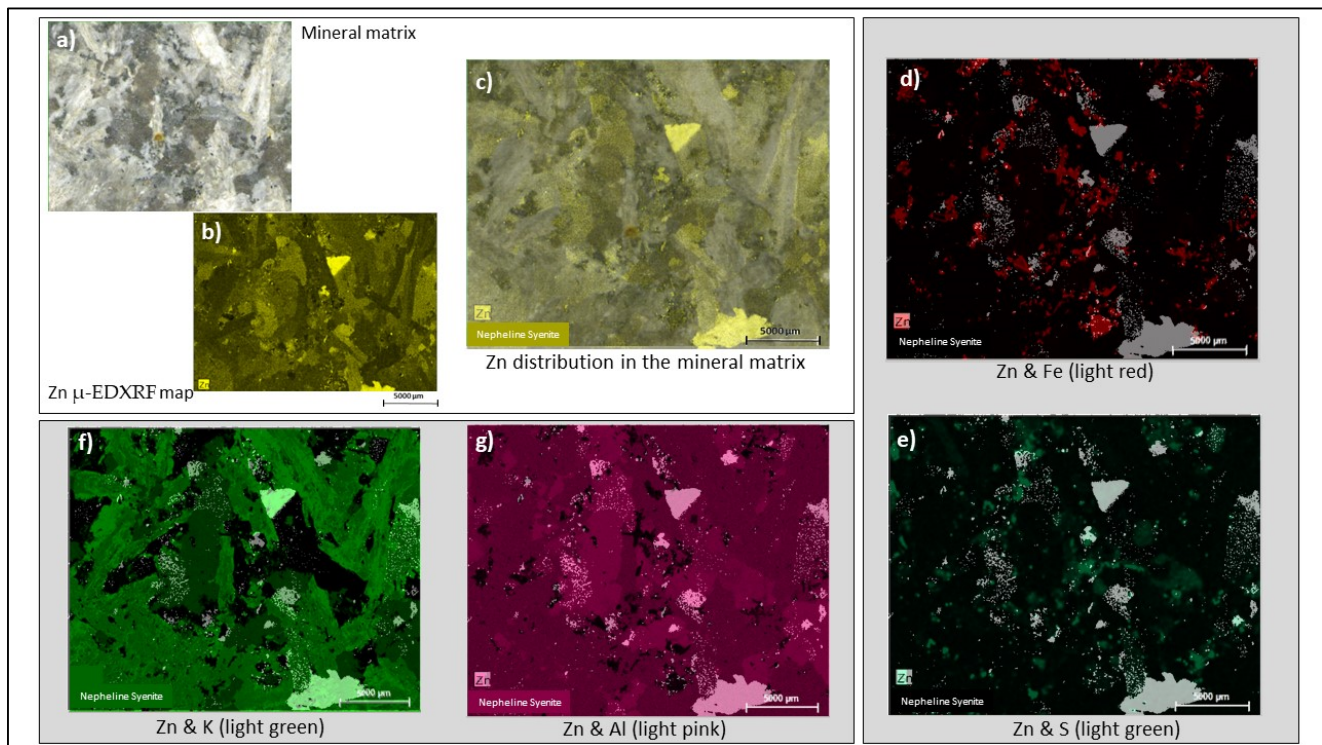 a)
Mineral matrix
b)
Zn
5000 µm
Zn μ-EDXRF map
c)
Zn
Nepheline Syenite
5000 µm
Zn distribution in the mineral matrix
d)
Zn
Nepheline Syenite
5000 µm
Zn & Fe (light red)
f)
Nepheline Syenite
5000 µm
Zn & K (light green)
g)
Zn
Nepheline Syenite
5000 µm
Zn & Al (light pink)
e)
Zn
Nepheline Syenite
5000 µm
Zn & S (light green)